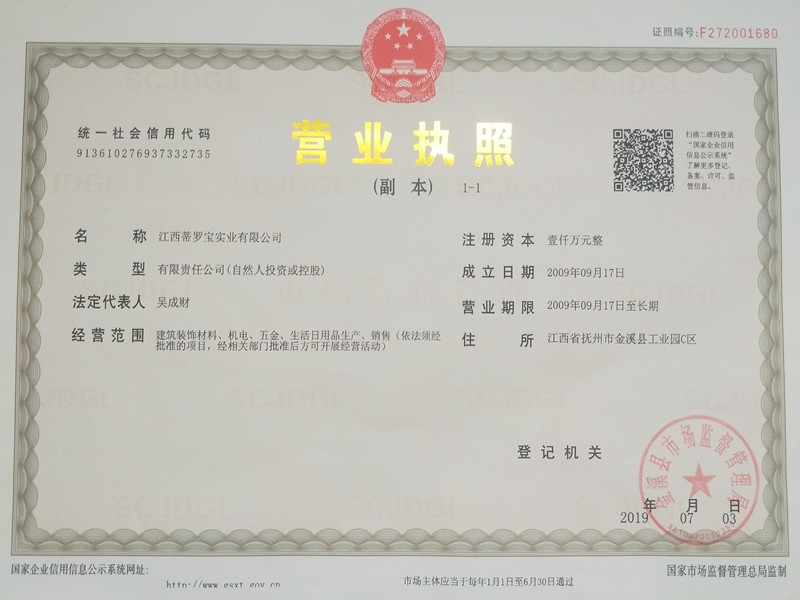 证照编号:F272001680
统一社会信用代码
913610276937332735
营业执照
(副 本) 1-1
扫描二维码登录
“国家企业信用
信息公示系统”
了解更多登记、
备案、许可、监
管信息。
名称 江西蒂罗宝实业有限公司
类型 有限责任公司(自然人投资或控股)
法定代表人 吴成财
经营范围 建筑装饰材料、机电、五金、生活日用品生产、销售（依法须经
批准的项目，经相关部门批准后方可开展经营活动）
注册资本 壹仟万元整
成立日期 2009年09月17日
营业期限 2009年09月17日至长期
住所 江西省抚州市金溪县工业园C区
登记机关
金溪县市场监督管理局
年 月 日
2019 07 03
国家企业信用信息公示系统网址:
http://www.gsxt.gov.cn
市场主体应当于每年1月1日至6月30日通过
国家市场监督管理总局监制